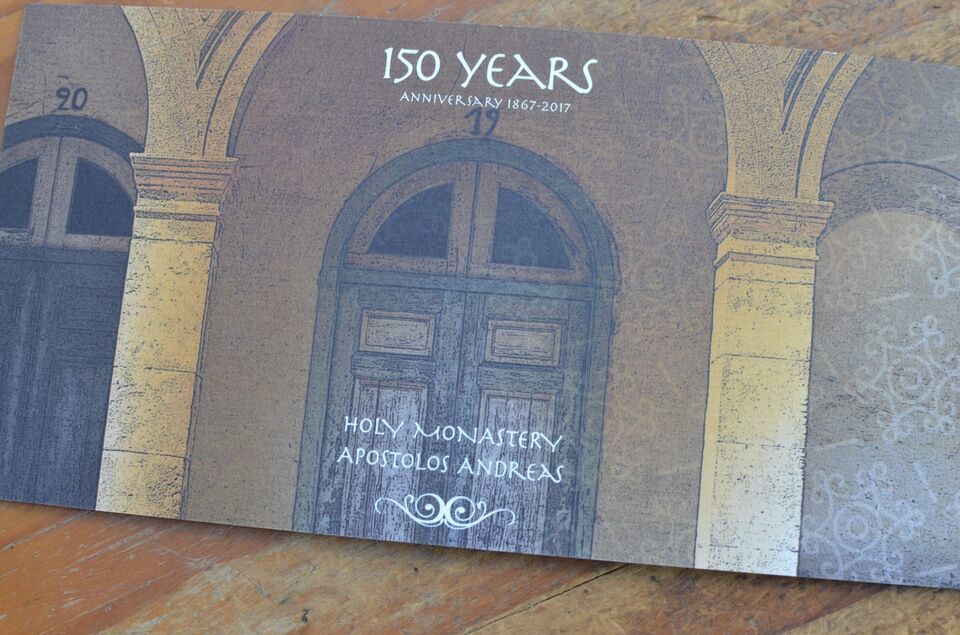 150 YEARS
ANNIVERSARY 1867-2017
20
19
HOLY MONASTERY
APOSTOLOS ANDREAS